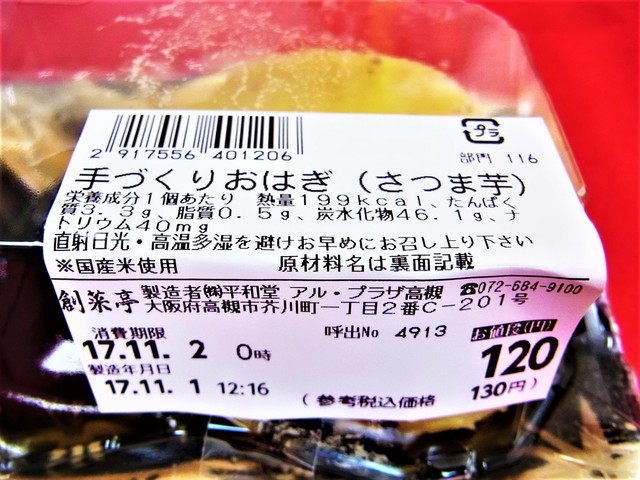 プラ
2 917556 401206
部門 116
手づくりおはぎ(さつま芋)
栄養成分1個あたり 熱量199kcal、たんぱく
質3.3g、脂質0.5g、炭水化物46.1g、ナ
トリウム40mg
直射日光・高温多湿を避けお早めにお召し上り下さい
※国産米使用 原材料名は裏面記載
創菜亭 製造者㈱平和堂 アル・プラザ高槻 ☎072-684-9100
大阪府高槻市芥川町一丁目2番C-201号
消費期限 呼出No 4913 お値段(円)
17.11. 2 0時 120
製造年月日
17.11. 1 12:16 (参考税込価格 130円)